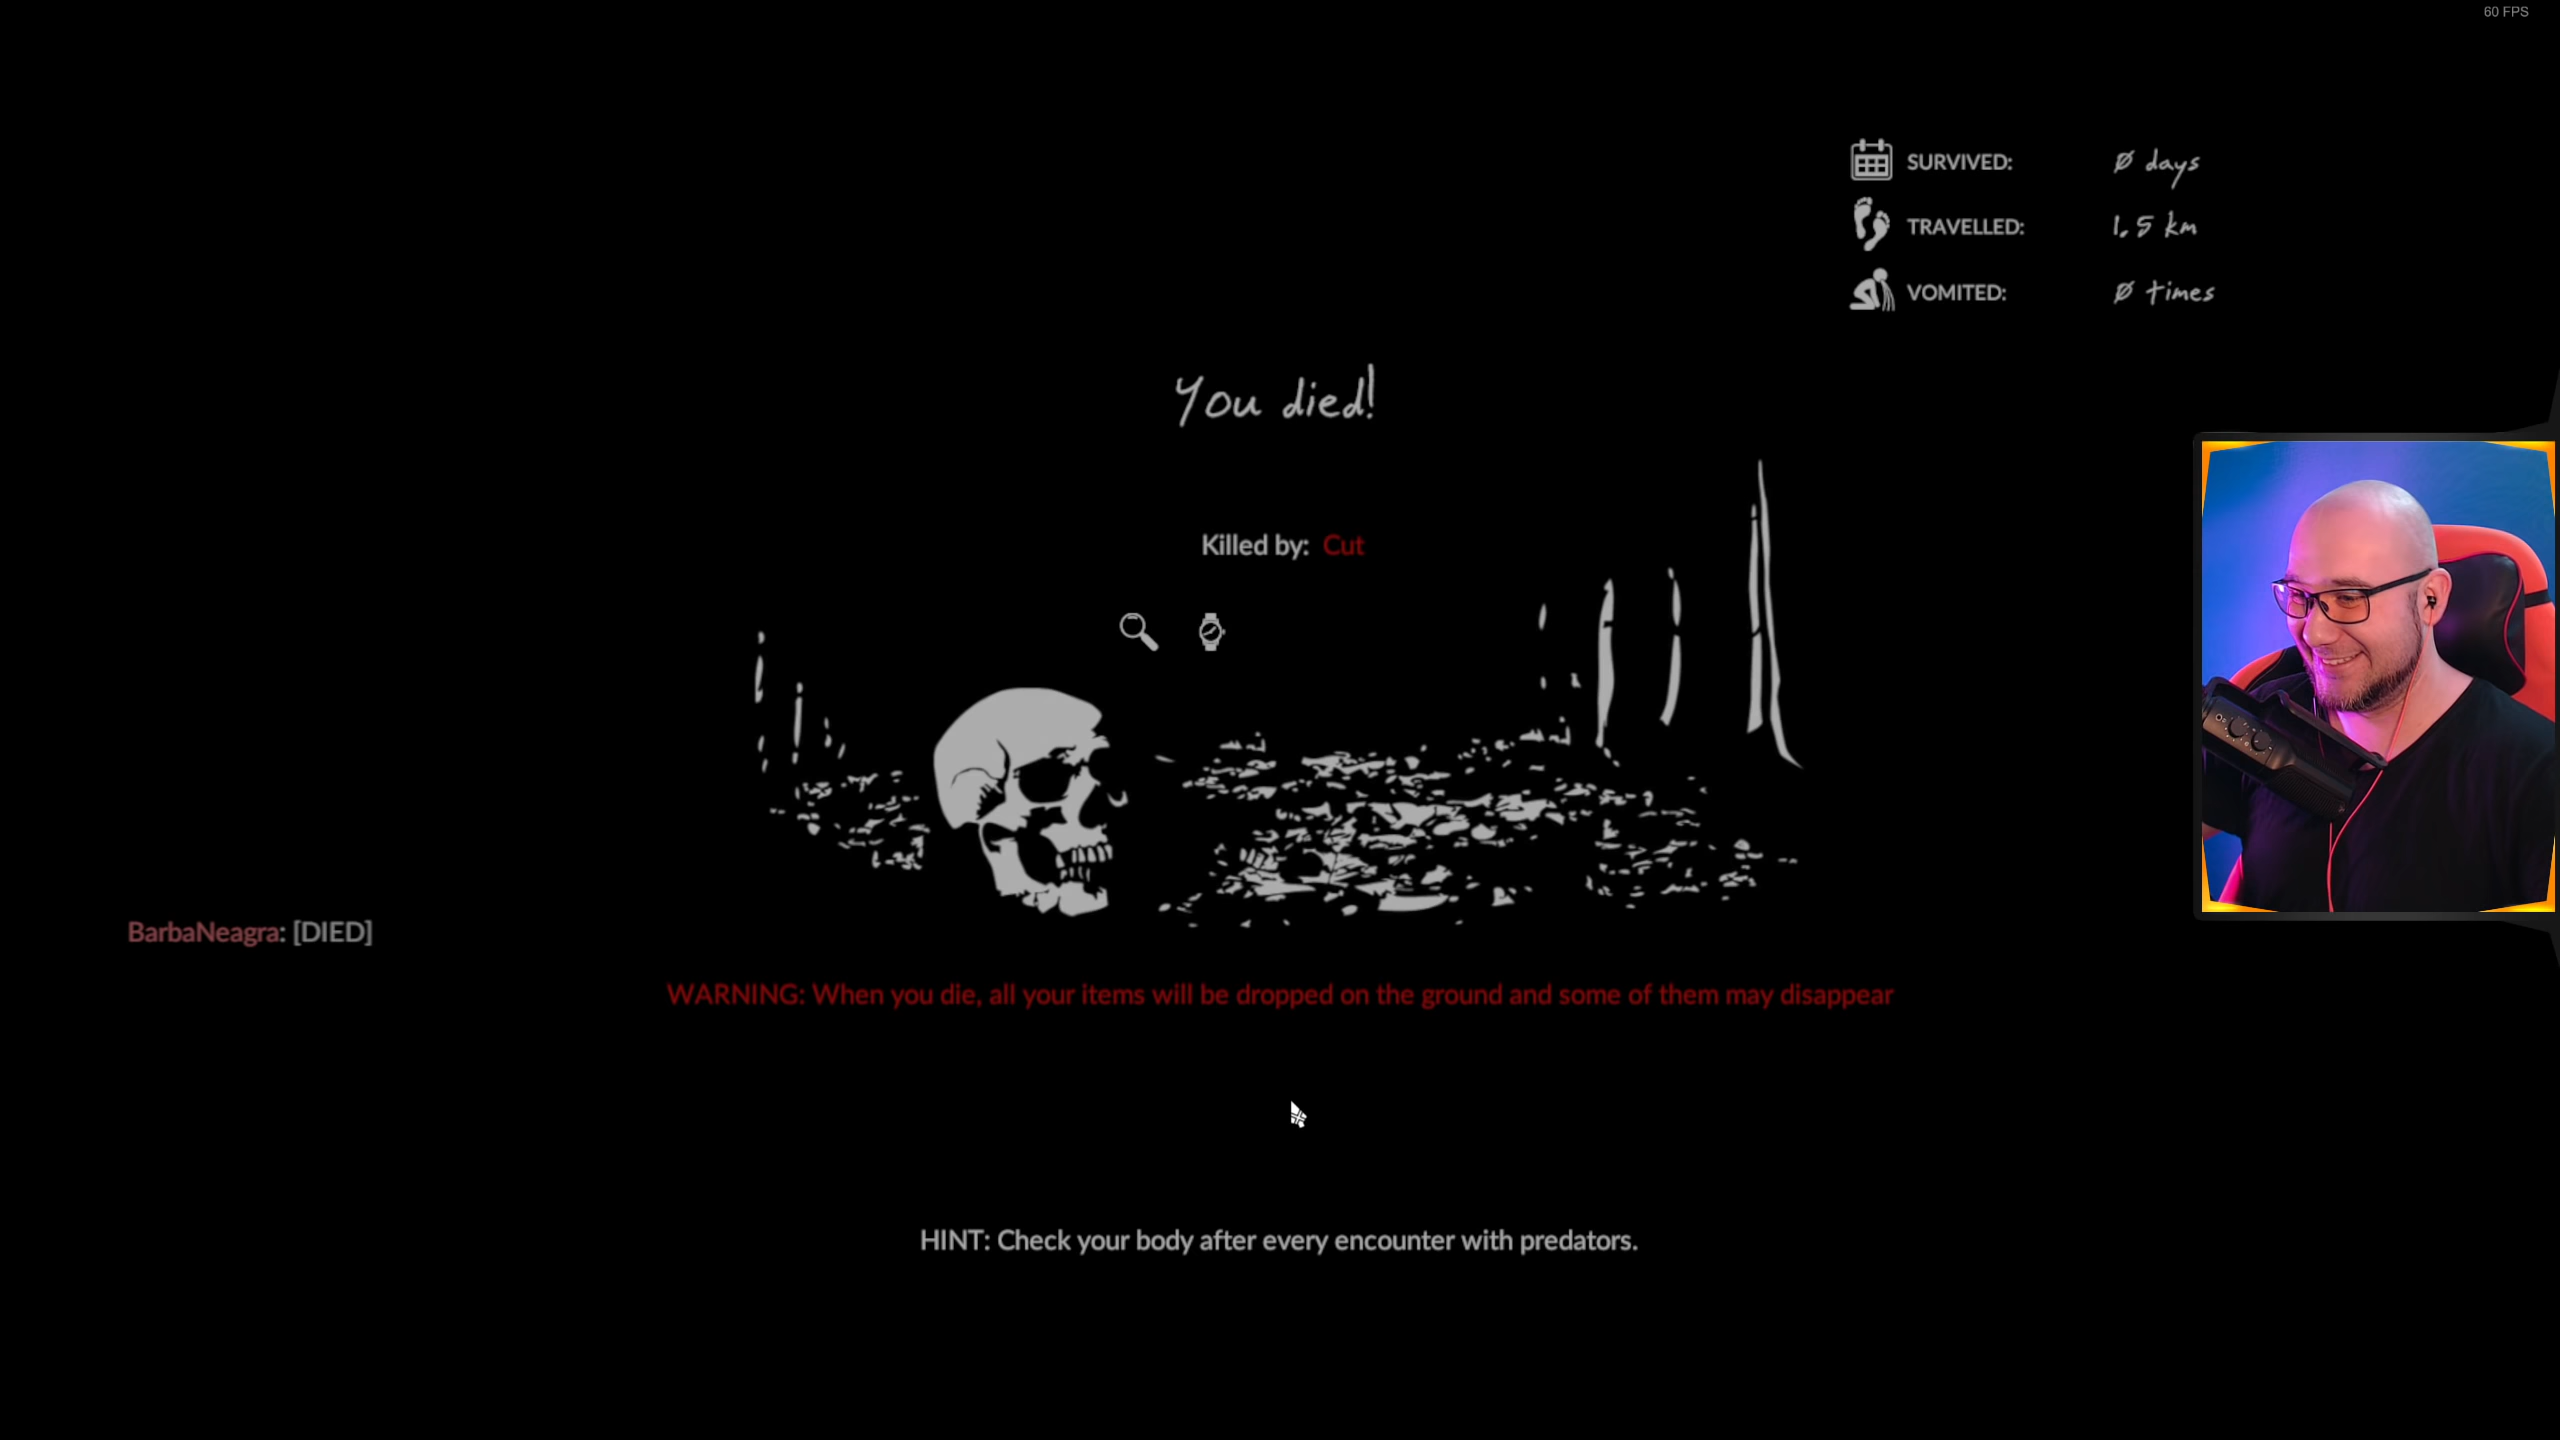 60 FPS
SURVIVED: 0 days
TRAVELLED: 1.5 km
VOMITED: 0 times
You died!
Killed by: Cut
BarbaNeagra: [DIED]
WARNING: When you die, all your items will be dropped on the ground and some of them may disappear
HINT: Check your body after every encounter with predators.